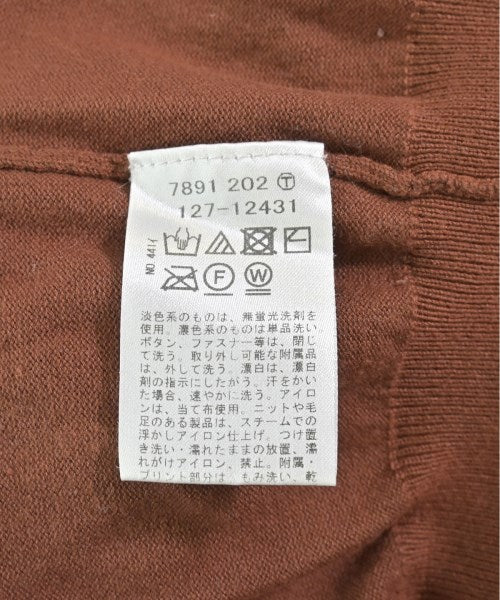 7891 202 Ⓣ
127-12431
NO 441イ
Ⓕ Ⓦ
淡色系のものは、無蛍光洗剤を
使用。濃色系のものは単品洗い。
ボタン、ファスナー等は、閉じ
て洗う。取り外し可能な附属品
は、外して洗う。濃白は、濃白
剤の指示にしたがう。汗をかい
た場合、速やかに洗う。アイロ
ンは、当て布使用。ニットや毛
足のある製品は、スチームでの
浮かしアイロン仕上げ。つけ置
き洗い・濡れたままの放置、濡
れがけアイロン、禁止。附属・
プリント部分は、もみ洗い、乾